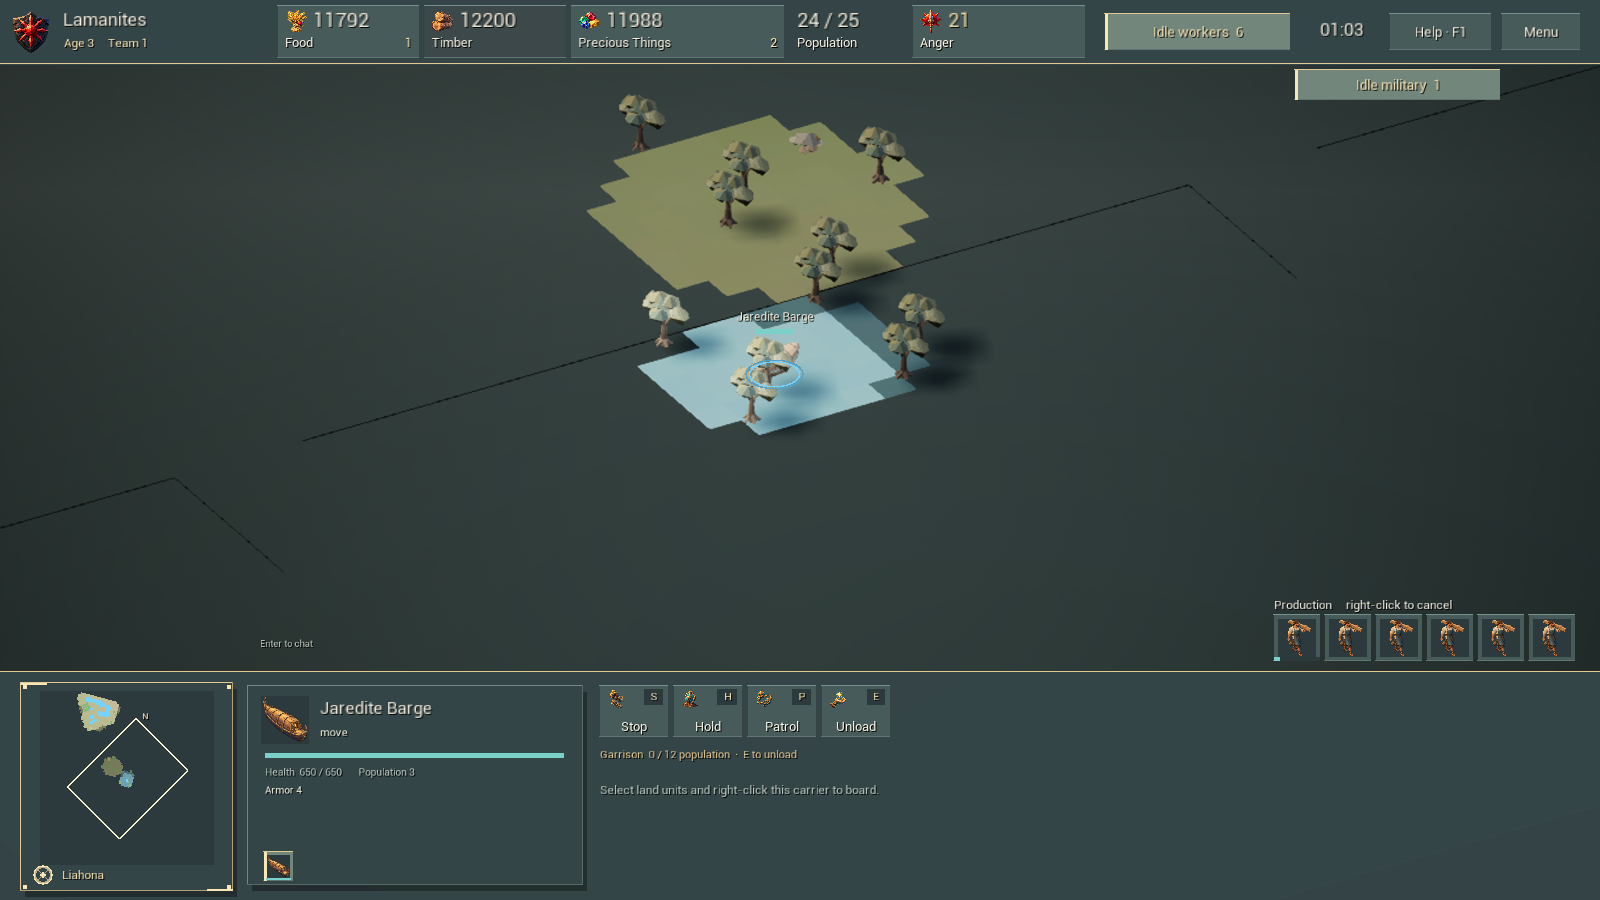 Lamanites
Age 3 Team 1
11792
Food 1
12200
Timber
11988
Precious Things 2
24 / 25
Population
21
Anger
Idle workers 6
01:03
Help · F1
Menu
Idle military 1
Jaredite Barge
Production right-click to cancel
Enter to chat
N
Liahona
Jaredite Barge
move
Health 650 / 650 Population 3
Armor 4
S
Stop
H
Hold
P
Patrol
E
Unload
Garrison 0 / 12 population · E to unload
Select land units and right-click this carrier to board.